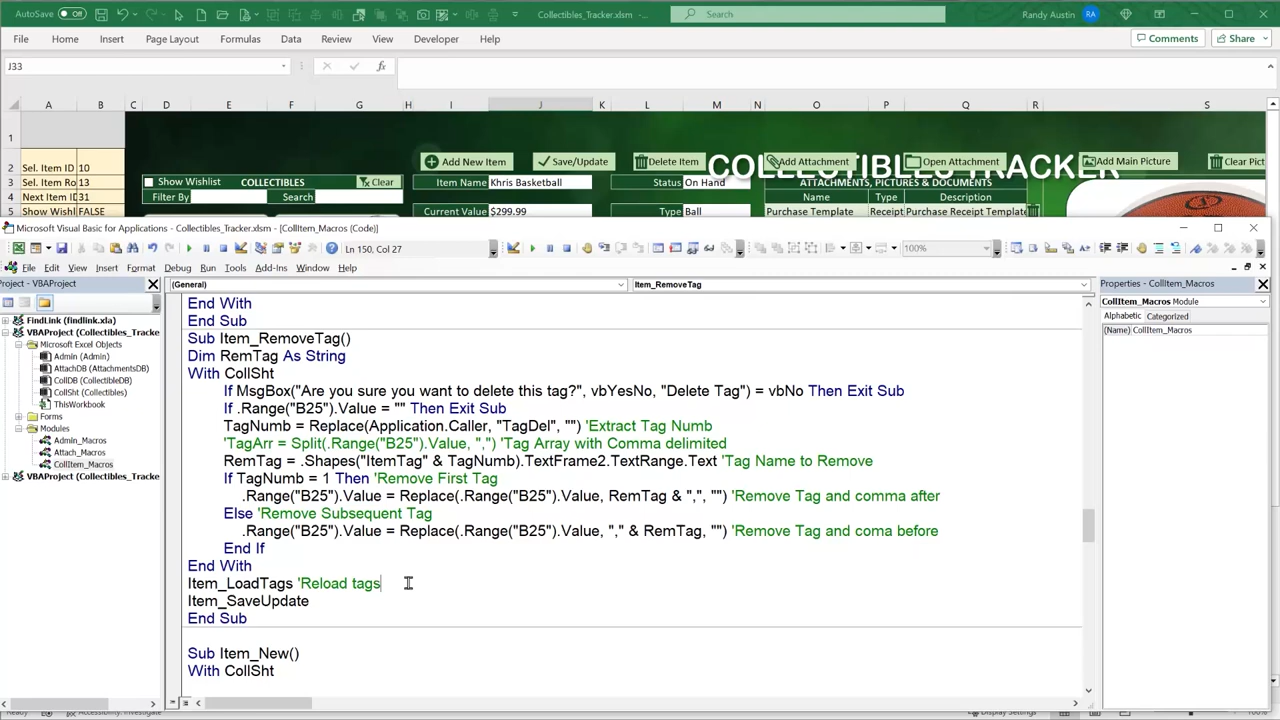 AutoSave Off
Collectibles_Tracker.xlsm -
Search
Randy Austin RA
File Home Insert Page Layout Formulas Data Review View Developer Help
Comments Share
J33
fx
A B C D E F G H I J K L M N O P Q R S
1
Add New Item Save/Update Delete Item Add Attachment Open Attachment Add Main Picture Clear Pict
COLLECTIBLES TRACKER
2 Sel. Item ID 10
3 Sel. Item Ro 13 Show Wishlist COLLECTIBLES Clear Item Name Khris Basketball Status On Hand ATTACHMENTS, PICTURES & DOCUMENTS
4 Next Item ID 31 Filter By Search Name Type Description
5 Show Wishl FALSE Current Value $299.99 Type Ball Purchase Template Receipt Purchase Receipt Template
Microsoft Visual Basic for Applications - Collectibles_Tracker.xlsm - [CollItem_Macros (Code)]
Ln 150, Col 27
100%
File Edit View Insert Format Debug Run Tools Add-Ins Window Help
Project - VBAProject
(General) Item_RemoveTag
Properties - CollItem_Macros
FindLink (findlink.xla)
VBAProject (Collectibles_Tracke
Microsoft Excel Objects
Admin (Admin)
AttachDB (AttachmentsDB)
CollDB (CollectibleDB)
CollSht (Collectibles)
ThisWorkbook
Forms
Modules
Admin_Macros
Attach_Macros
CollItem_Macros
VBAProject (Collectibles_Tracke
End With
End Sub
Sub Item_RemoveTag()
Dim RemTag As String
With CollSht
If MsgBox("Are you sure you want to delete this tag?", vbYesNo, "Delete Tag") = vbNo Then Exit Sub
If .Range("B25").Value = "" Then Exit Sub
TagNumb = Replace(Application.Caller, "TagDel", "") 'Extract Tag Numb
'TagArr = Split(.Range("B25").Value, ",") 'Tag Array with Comma delimited
RemTag = .Shapes("ItemTag" & TagNumb).TextFrame2.TextRange.Text 'Tag Name to Remove
If TagNumb = 1 Then 'Remove First Tag
.Range("B25").Value = Replace(.Range("B25").Value, RemTag & ",", "") 'Remove Tag and comma after
Else 'Remove Subsequent Tag
.Range("B25").Value = Replace(.Range("B25").Value, "," & RemTag, "") 'Remove Tag and coma before
End If
End With
Item_LoadTags 'Reload tags
Item_SaveUpdate
End Sub
Sub Item_New()
With CollSht
CollItem_Macros Module
Alphabetic Categorized
(Name) CollItem_Macros